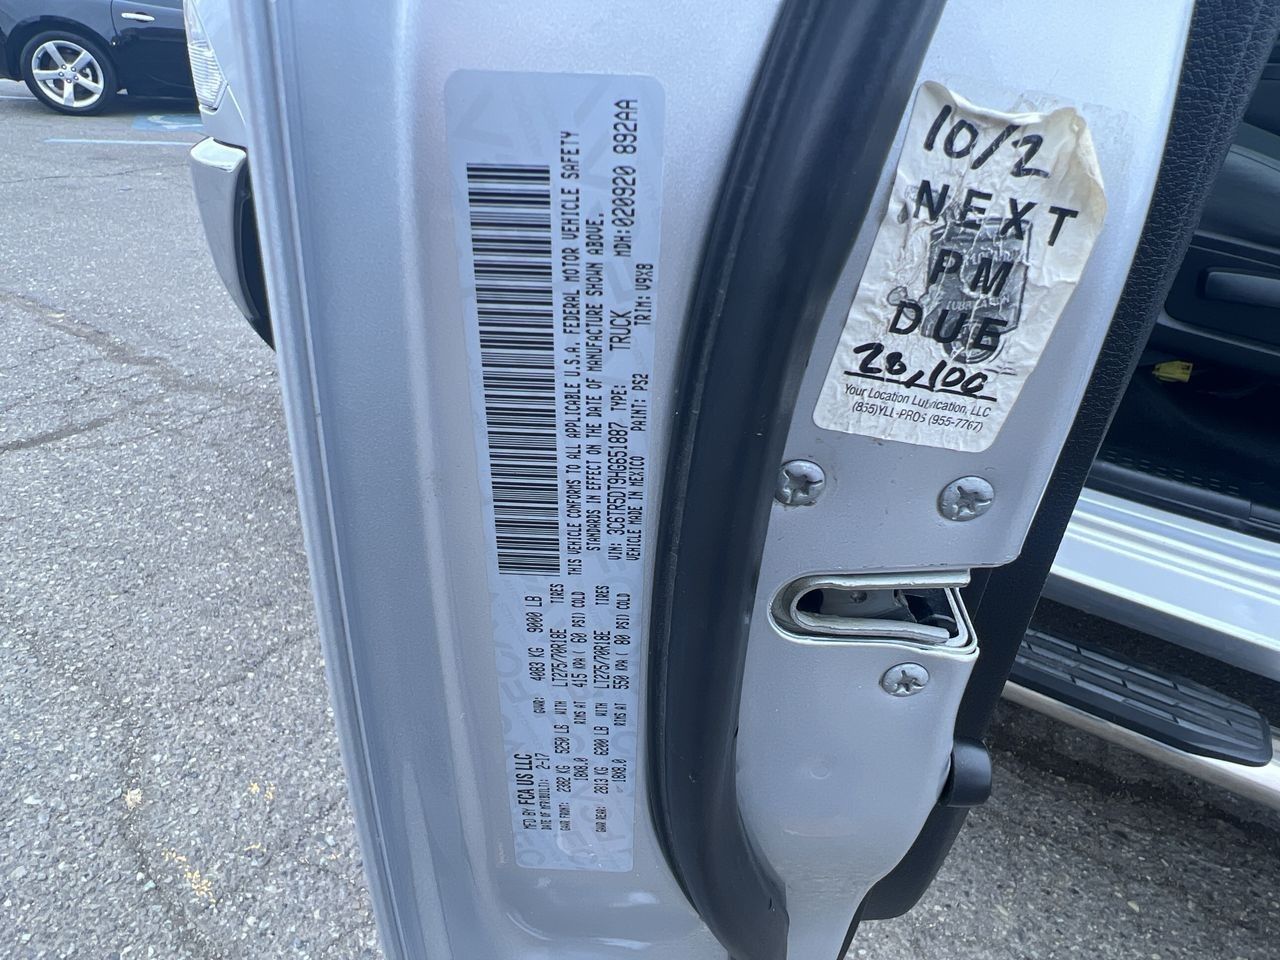 MFD BY FCA US LLC
DATE OF MFR(BUILT): 2-17 GVWR: 4083 KG 9000 LB
GAWR FRONT: 2382 KG 5250 LB WITH LT275/70R18E TIRES
18X8.0 RIMS AT 415 KPA( 60 PSI) COLD
GAWR REAR: 2813 KG 6200 LB WITH LT275/70R18E TIRES
18X8.0 RIMS AT 550 KPA( 80 PSI) COLD
THIS VEHICLE CONFORMS TO ALL APPLICABLE U.S.A. FEDERAL MOTOR VEHICLE SAFETY
STANDARDS IN EFFECT ON THE DATE OF MANUFACTURE SHOWN ABOVE.
VIN: 3C6TR5DT9HG651887 TYPE: TRUCK MDH:020920 892AA
VEHICLE MADE IN MEXICO PAINT: PS2 TRIM: V9X8
10/2
NEXT
PM
DUE
28,100
Your Location Lubrication, LLC
(855)YLL-PROS (955-7767)